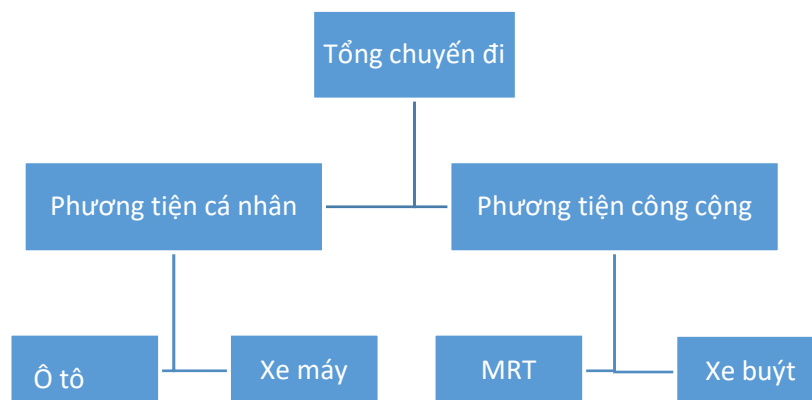 Tổng chuyến đi
Phương tiện cá nhân
Phương tiện công cộng
Ô tô
Xe máy
MRT
Xe buýt